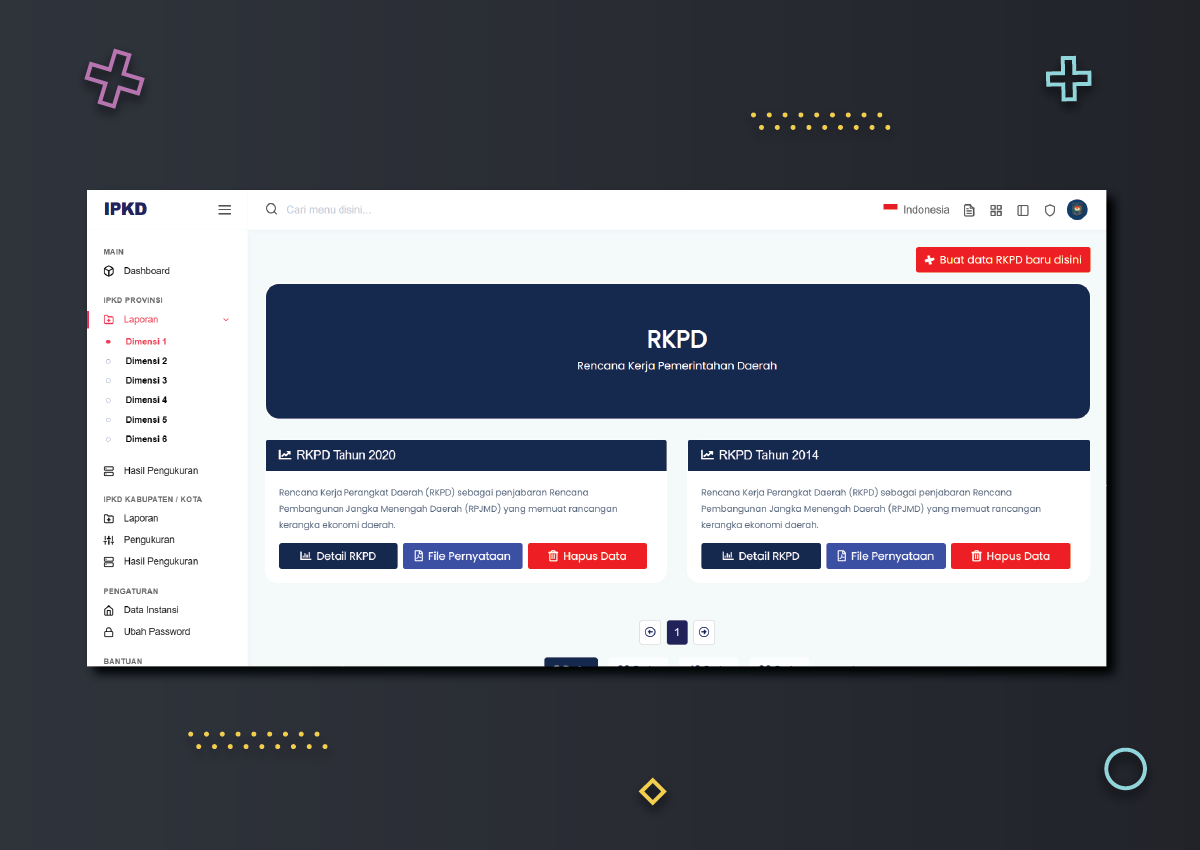 IPKD
Cari menu disini...
Indonesia
MAIN
Dashboard
IPKD PROVINSI
Laporan
Dimensi 1
Dimensi 2
Dimensi 3
Dimensi 4
Dimensi 5
Dimensi 6
Hasil Pengukuran
IPKD KABUPATEN / KOTA
Laporan
Pengukuran
Hasil Pengukuran
PENGATURAN
Data Instansi
Ubah Password
BANTUAN
Buat data RKPD baru disini
RKPD
Rencana Kerja Pemerintahan Daerah
RKPD Tahun 2020
Rencana Kerja Perangkat Daerah (RKPD) sebagai penjabaran Rencana
Pembangunan Jangka Menengah Daerah (RPJMD) yang memuat rancangan
kerangka ekonomi daerah.
Detail RKPD
File Pernyataan
Hapus Data
RKPD Tahun 2014
Rencana Kerja Perangkat Daerah (RKPD) sebagai penjabaran Rencana
Pembangunan Jangka Menengah Daerah (RPJMD) yang memuat rancangan
kerangka ekonomi daerah.
Detail RKPD
File Pernyataan
Hapus Data
1